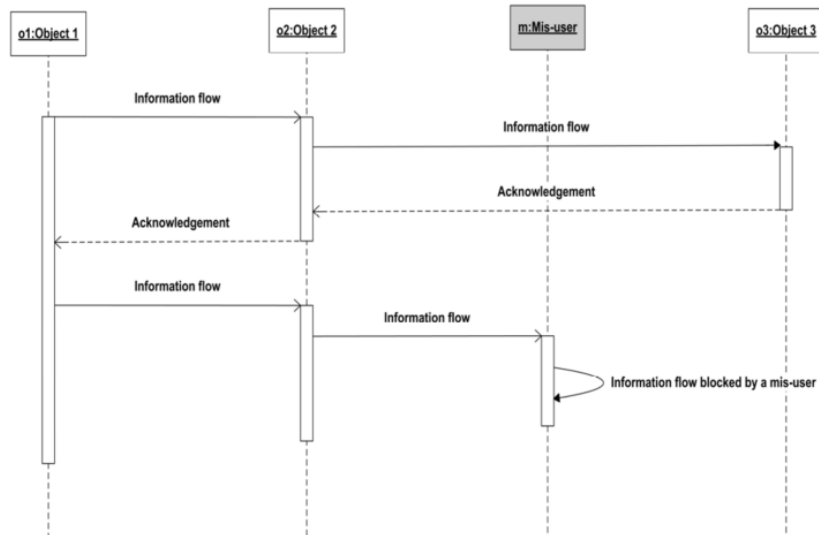 o1:Object 1
o2:Object 2
m:Mis-user
o3:Object 3
Information flow
Information flow
Acknowledgement
Acknowledgement
Information flow
Information flow
Information flow blocked by a mis-user